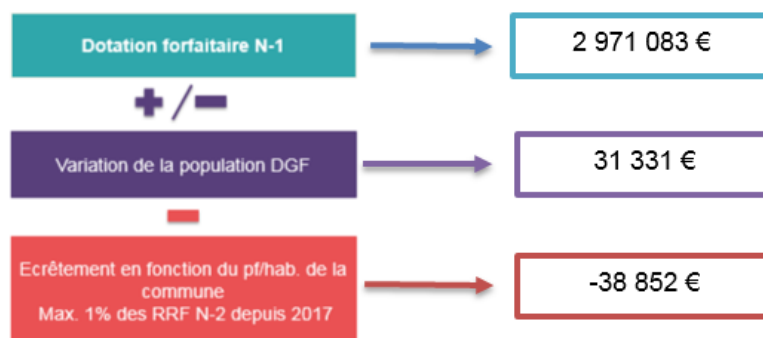 Dotation forfaitaire N-1
2 971 083 €
+ / -
Variation de la population DGF
31 331 €
-
Ecrêtement en fonction du pf/hab. de la
commune
Max. 1% des RRF N-2 depuis 2017
-38 852 €